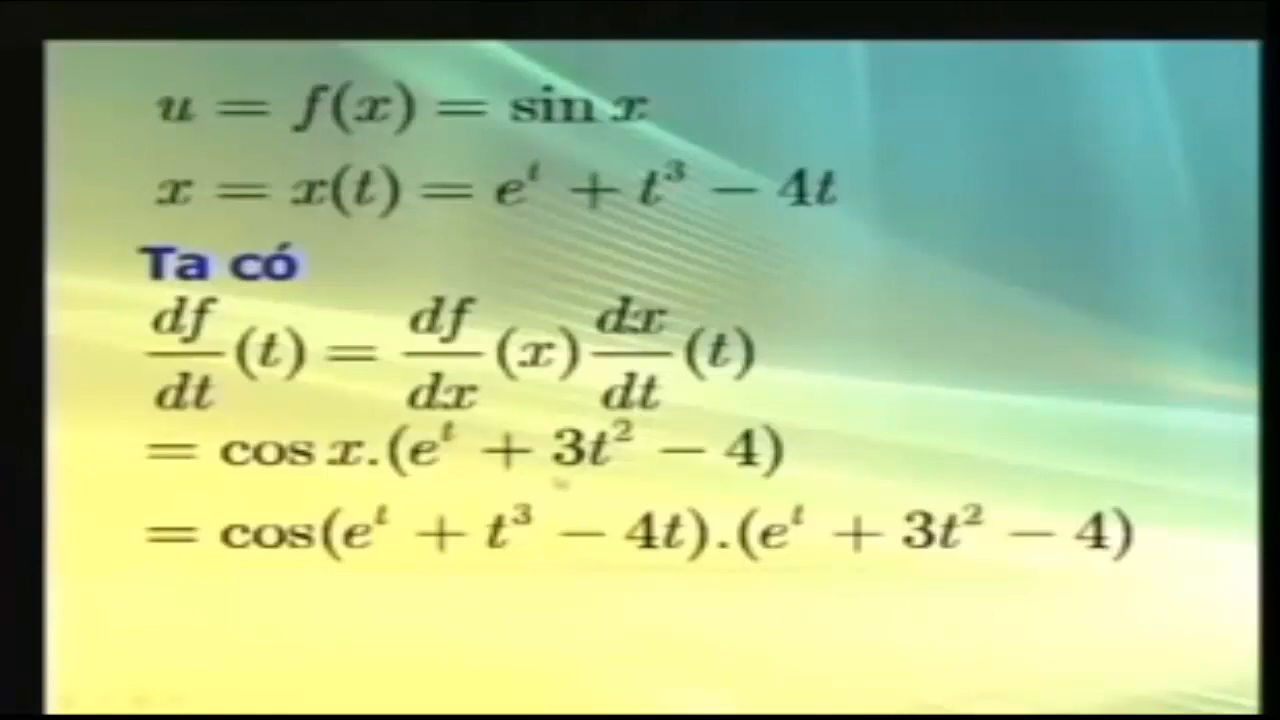 u = f(x) = sin x
x = x(t) = e^t + t^3 − 4t
Ta có
df/dt (t) = df/dx (x) dx/dt (t)
= cos x.(e^t + 3t^2 − 4)
= cos(e^t + t^3 − 4t).(e^t + 3t^2 − 4)